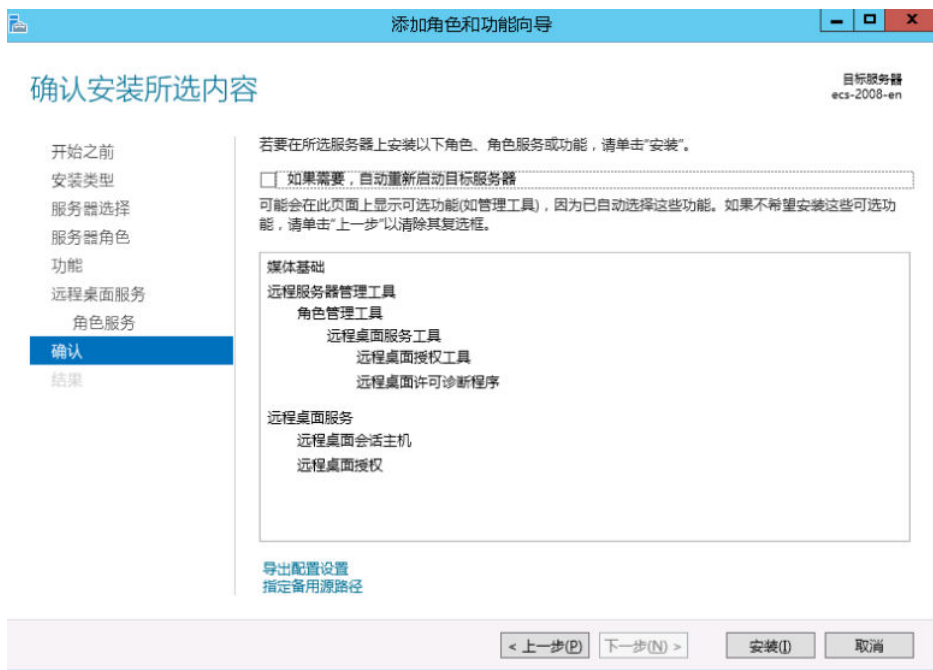 添加角色和功能向导
确认安装所选内容
目标服务器
ecs-2008-en
开始之前
安装类型
服务器选择
服务器角色
功能
远程桌面服务
角色服务
确认
结果
若要在所选服务器上安装以下角色、角色服务或功能，请单击"安装"。
如果需要，自动重新启动目标服务器
可能会在此页面上显示可选功能(如管理工具)，因为已自动选择这些功能。如果不希望安装这些可选功
能，请单击"上一步"以清除其复选框。
媒体基础
远程服务器管理工具
角色管理工具
远程桌面服务工具
远程桌面授权工具
远程桌面许可诊断程序
远程桌面服务
远程桌面会话主机
远程桌面授权
导出配置设置
指定备用源路径
< 上一步(P) 下一步(N) > 安装(I) 取消